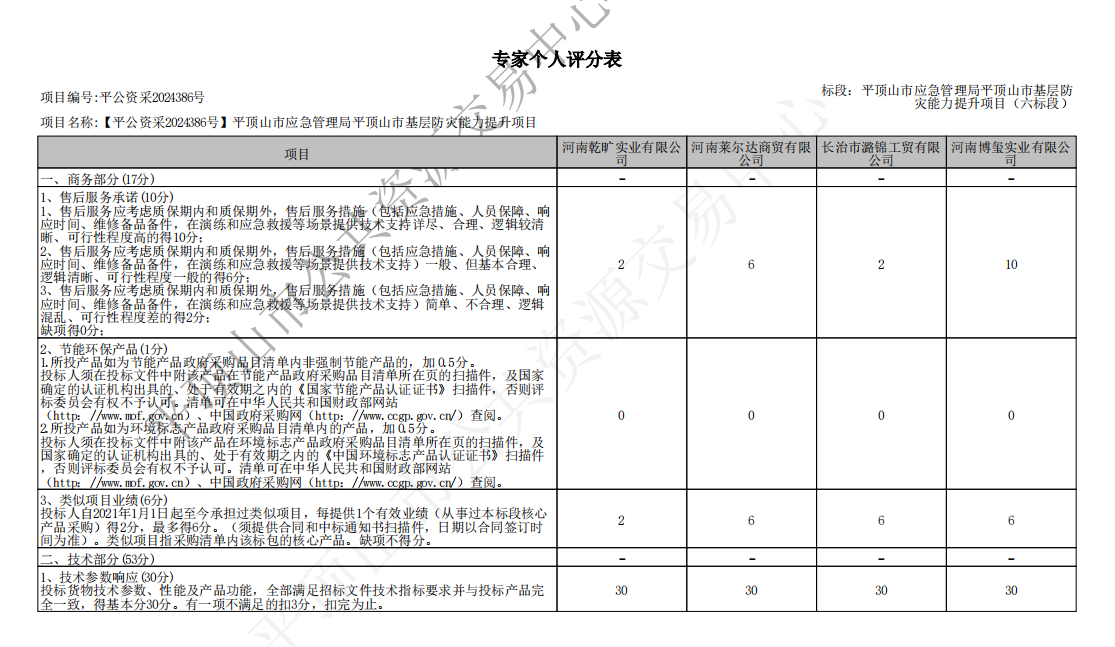 专家个人评分表
项目编号:平公资采2024386号
标段：平顶山市应急管理局平顶山市基层防
灾能力提升项目（六标段）
项目名称:【平公资采2024386号】平顶山市应急管理局平顶山市基层防灾能力提升项目
项目
河南乾旷实业有限公
司
河南莱尔达商贸有限
公司
长治市潞锦工贸有限
公司
河南博玺实业有限公
司
一、商务部分(17分) - - - -
1、售后服务承诺(10分)
1、售后服务应考虑质保期内和质保期外，售后服务措施（包括应急措施、人员保障、响
应时间、维修备品备件，在演练和应急救援等场景提供技术支持详尽、合理、逻辑较清
晰、可行性程度高的得10分；
2、售后服务应考虑质保期内和质保期外，售后服务措施（包括应急措施、人员保障、响
应时间、维修备品备件，在演练和应急救援等场景提供技术支持）一般、但基本合理、
逻辑清晰、可行性程度一般的得6分；
3、售后服务应考虑质保期内和质保期外，售后服务措施（包括应急措施、人员保障、响
应时间、维修备品备件，在演练和应急救援等场景提供技术支持）简单、不合理、逻辑
混乱、可行性程度差的得2分；
缺项得0分；
2 6 2 10
2、节能环保产品(1分)
1.所投产品如为节能产品政府采购品目清单内非强制节能产品的，加0.5分。
投标人须在投标文件中附该产品在节能产品政府采购品目清单所在页的扫描件，及国家
确定的认证机构出具的、处于有效期之内的《国家节能产品认证证书》扫描件，否则评
标委员会有权不予认可。清单可在中华人民共和国财政部网站
（http：//www.mof.gov.cn）、中国政府采购网（http：//www.ccgp.gov.cn/）查阅。
2.所投产品如为环境标志产品政府采购品目清单内的产品，加0.5分。
投标人须在投标文件中附该产品在环境标志产品政府采购品目清单所在页的扫描件，及
国家确定的认证机构出具的、处于有效期之内的《中国环境标志产品认证证书》扫描件
，否则评标委员会有权不予认可。清单可在中华人民共和国财政部网站
（http：//www.mof.gov.cn）、中国政府采购网（http：//www.ccgp.gov.cn/）查阅。
0 0 0 0
3、类似项目业绩(6分)
投标人自2021年1月1日起至今承担过类似项目，每提供1个有效业绩（从事过本标段核心
产品采购）得2分，最多得6分。（须提供合同和中标通知书扫描件，日期以合同签订时
间为准）。类似项目指采购清单内该标包的核心产品。缺项不得分。
2 6 6 6
二、技术部分(53分) - - - -
1、技术参数响应(30分)
投标货物技术参数、性能及产品功能，全部满足招标文件技术指标要求并与投标产品完
全一致，得基本分30分。有一项不满足的扣3分，扣完为止。
30 30 30 30
平顶山市公共资源交易中心
平顶山市公共资源交易中心